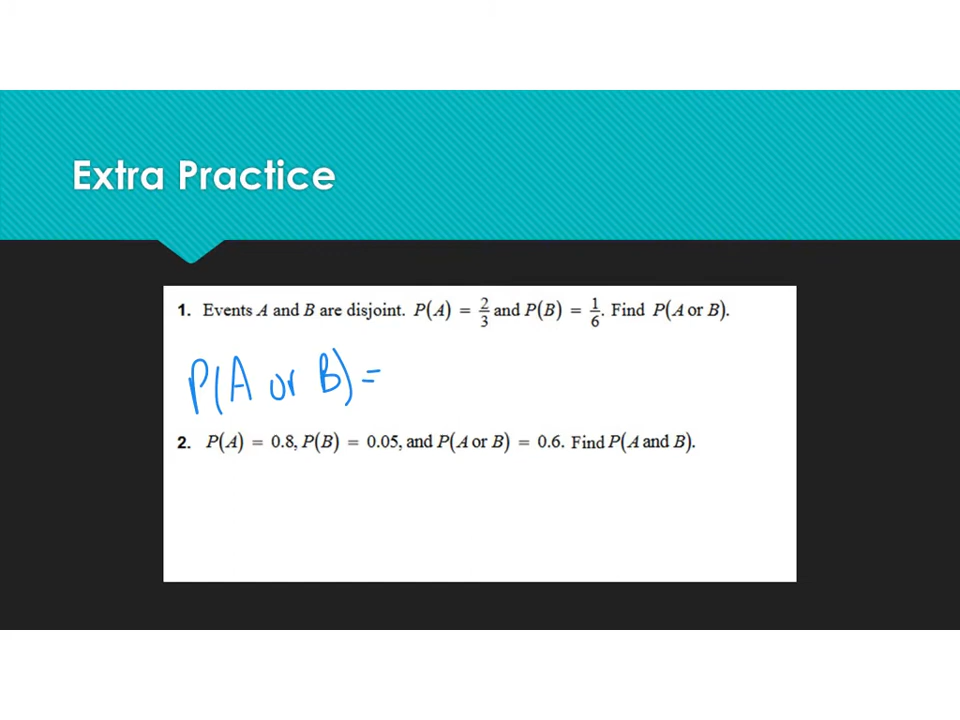 Extra Practice
1. Events A and B are disjoint. P(A) = 2/3 and P(B) = 1/6. Find P(A or B).
P(A or B) =
2. P(A) = 0.8, P(B) = 0.05, and P(A or B) = 0.6. Find P(A and B).